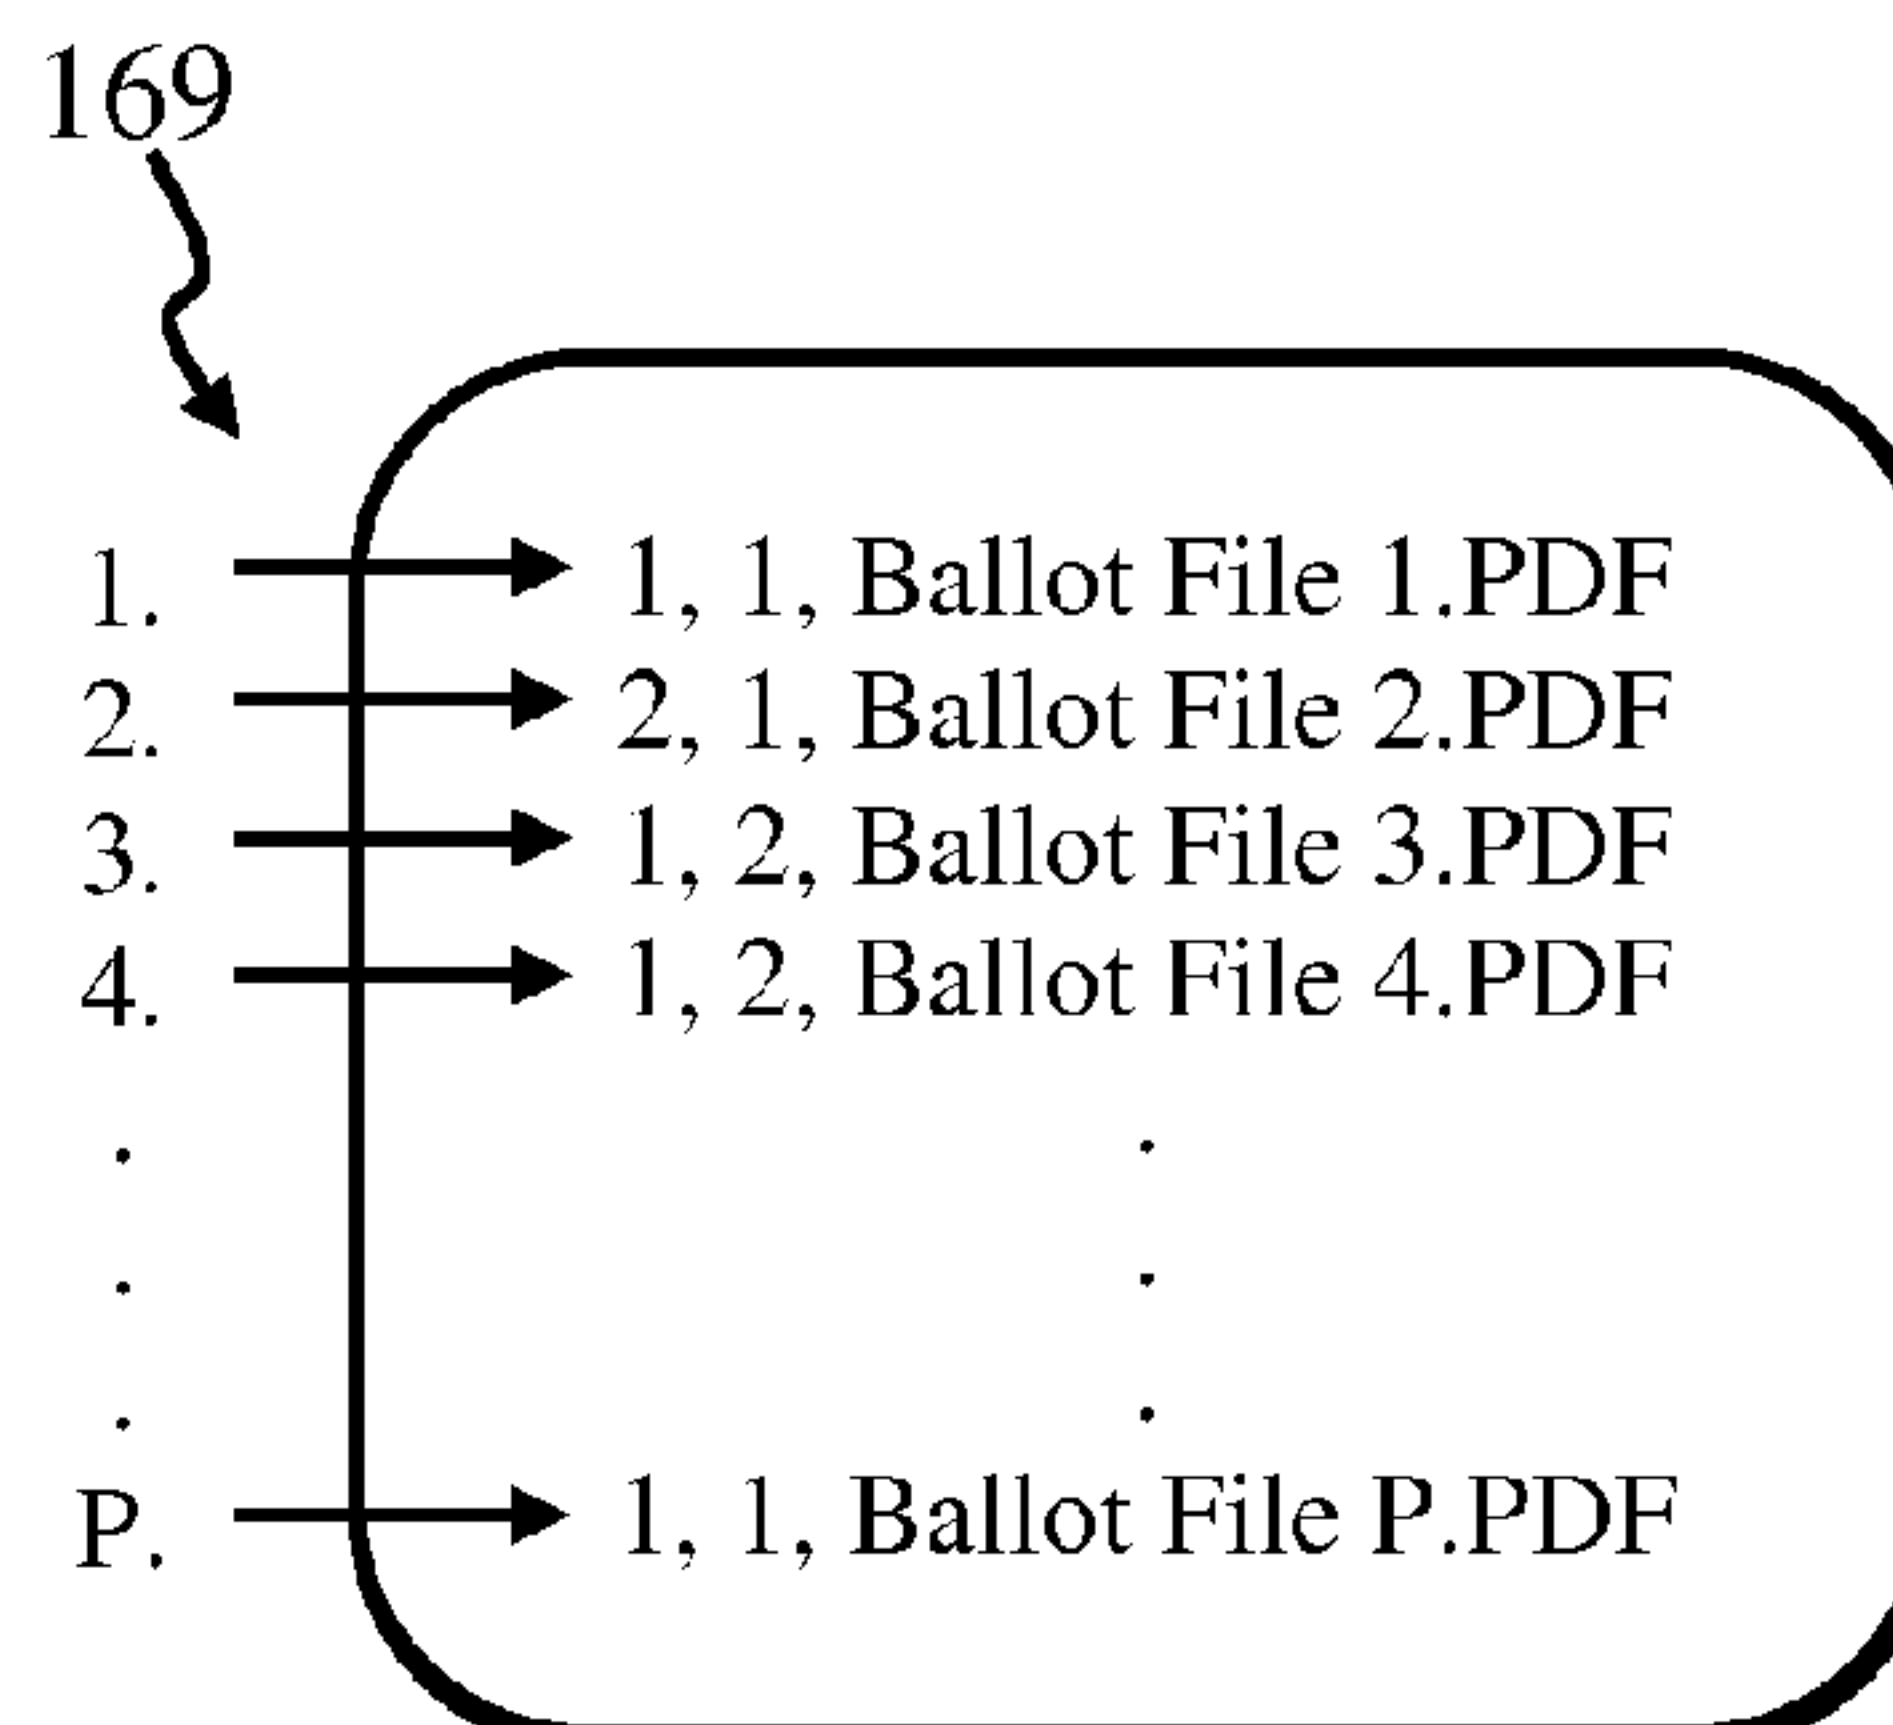 169
1. 1, 1, Ballot File 1.PDF
2. 2, 1, Ballot File 2.PDF
3. 1, 2, Ballot File 3.PDF
4. 1, 2, Ballot File 4.PDF
. .
. .
. .
P. 1, 1, Ballot File P.PDF